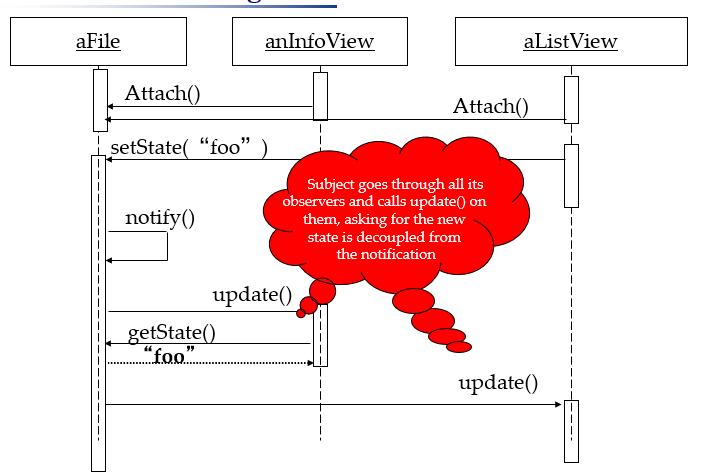 aFile
anInfoView
aListView
Attach()
Attach()
setState( “foo” )
Subject goes through all its
observers and calls update() on
them, asking for the new
state is decoupled from
the notification
notify()
update()
getState()
“foo”
update()